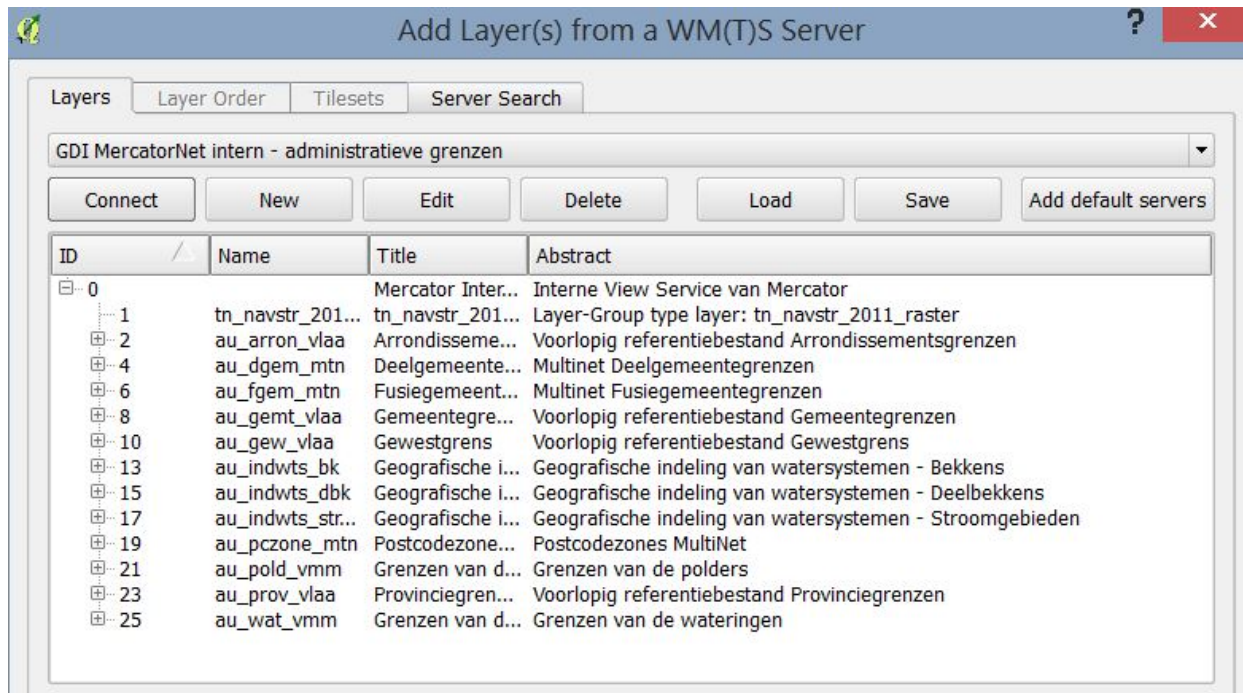 Add Layer(s) from a WM(T)S Server ?
Layers Layer Order Tilesets Server Search
GDI MercatorNet intern - administratieve grenzen
Connect New Edit Delete Load Save Add default servers
ID Name Title Abstract
0 Mercator Inter... Interne View Service van Mercator
1 tn_navstr_201... tn_navstr_201... Layer-Group type layer: tn_navstr_2011_raster
2 au_arron_vlaa Arrondisseme... Voorlopig referentiebestand Arrondissementsgrenzen
4 au_dgem_mtn Deelgemeente... Multinet Deelgemeentegrenzen
6 au_fgem_mtn Fusiegemeent... Multinet Fusiegemeentegrenzen
8 au_gemt_vlaa Gemeentegre... Voorlopig referentiebestand Gemeentegrenzen
10 au_gew_vlaa Gewestgrens Voorlopig referentiebestand Gewestgrens
13 au_indwts_bk Geografische i... Geografische indeling van watersystemen - Bekkens
15 au_indwts_dbk Geografische i... Geografische indeling van watersystemen - Deelbekkens
17 au_indwts_str... Geografische i... Geografische indeling van watersystemen - Stroomgebieden
19 au_pczone_mtn Postcodezone... Postcodezones MultiNet
21 au_pold_vmm Grenzen van d... Grenzen van de polders
23 au_prov_vlaa Provinciegren... Voorlopig referentiebestand Provinciegrenzen
25 au_wat_vmm Grenzen van d... Grenzen van de wateringen